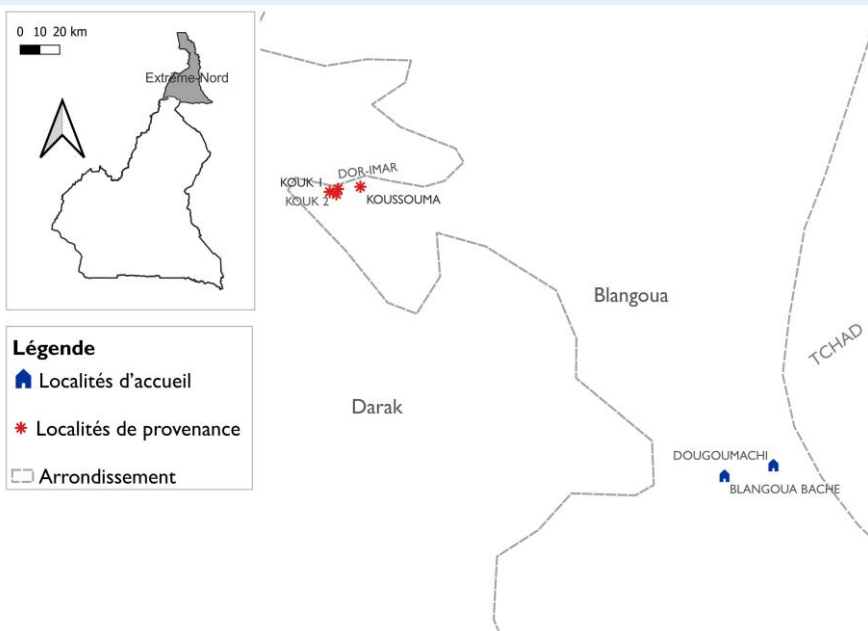 0 10 20 km
Extrême-Nord
Légende
Localités d'accueil
Localités de provenance
Arrondissement
DOR-IMAR
KOUK 1
KOUK 2
KOUSSOUMA
Blangoua
TCHAD
Darak
DOUGOUMACHI
BLANGOUA BACHE